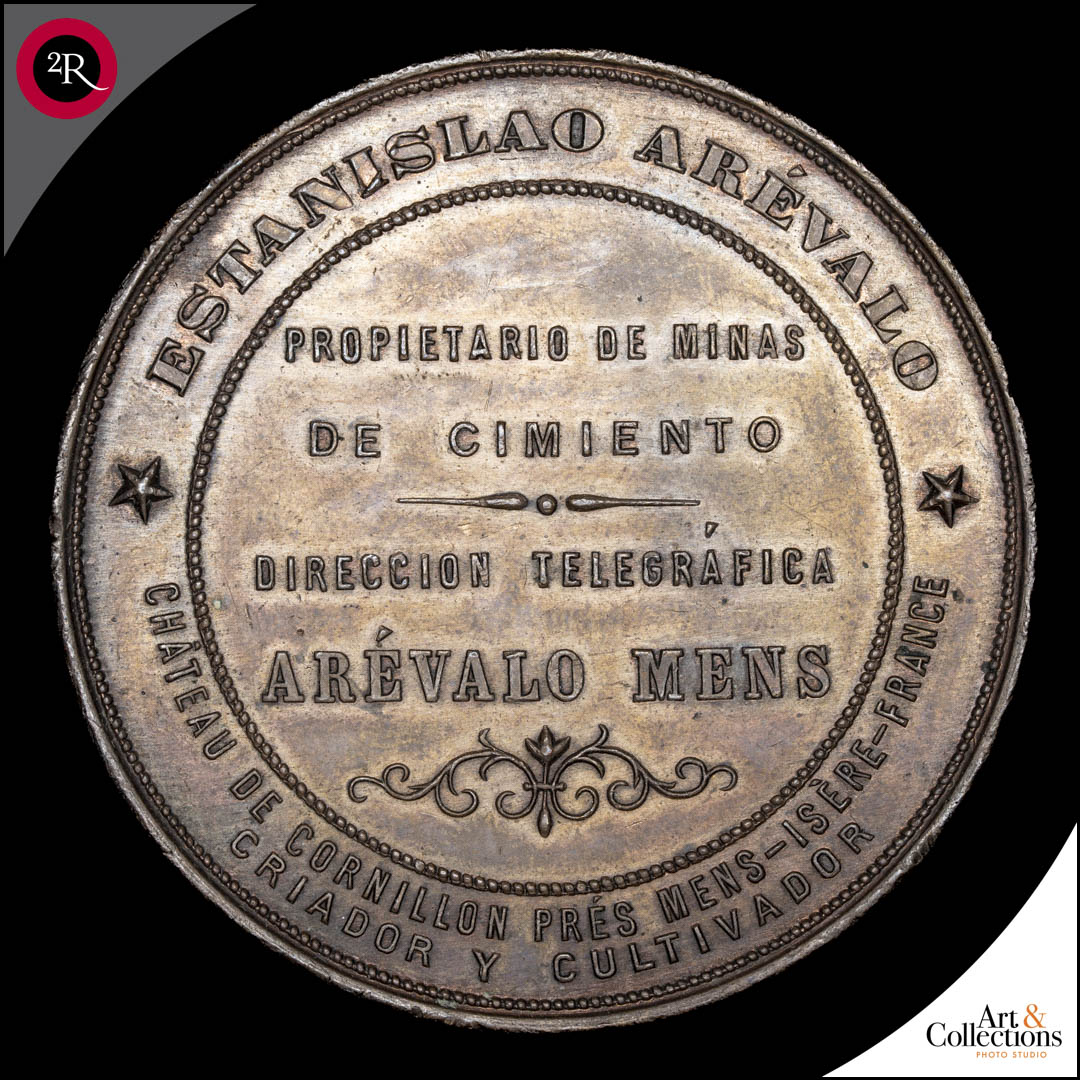 2R
ESTANISLAO ARÉVALO
PROPIETARIO DE MINAS
DE CIMIENTO
DIRECCION TELEGRÁFICA
ARÉVALO MENS
CHÂTEAU DE CORNILLON PRÉS MENS-ISÈRE-FRANCE
CRIADOR Y CULTIVADOR
Art &
Collections
PHOTO STUDIO